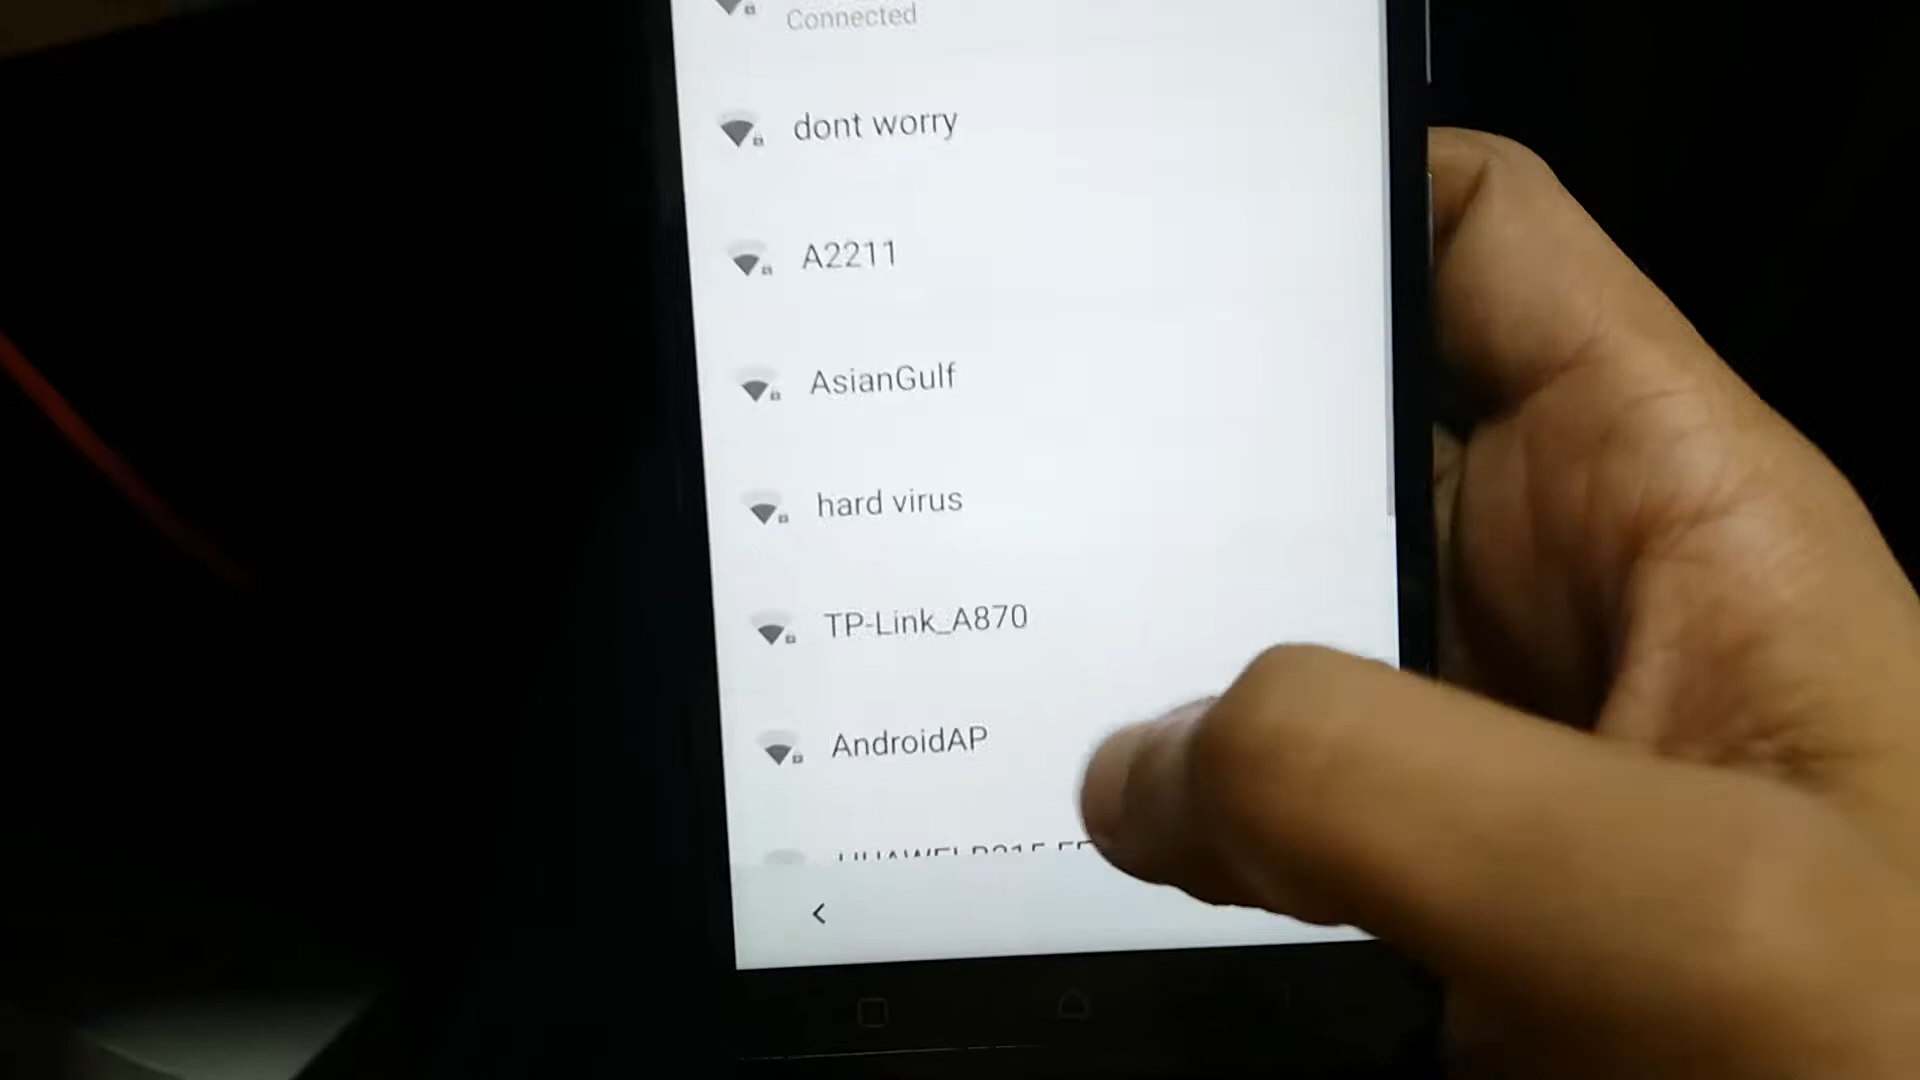 Connected
dont worry
A2211
AsianGulf
hard virus
TP-Link_A870
AndroidAP